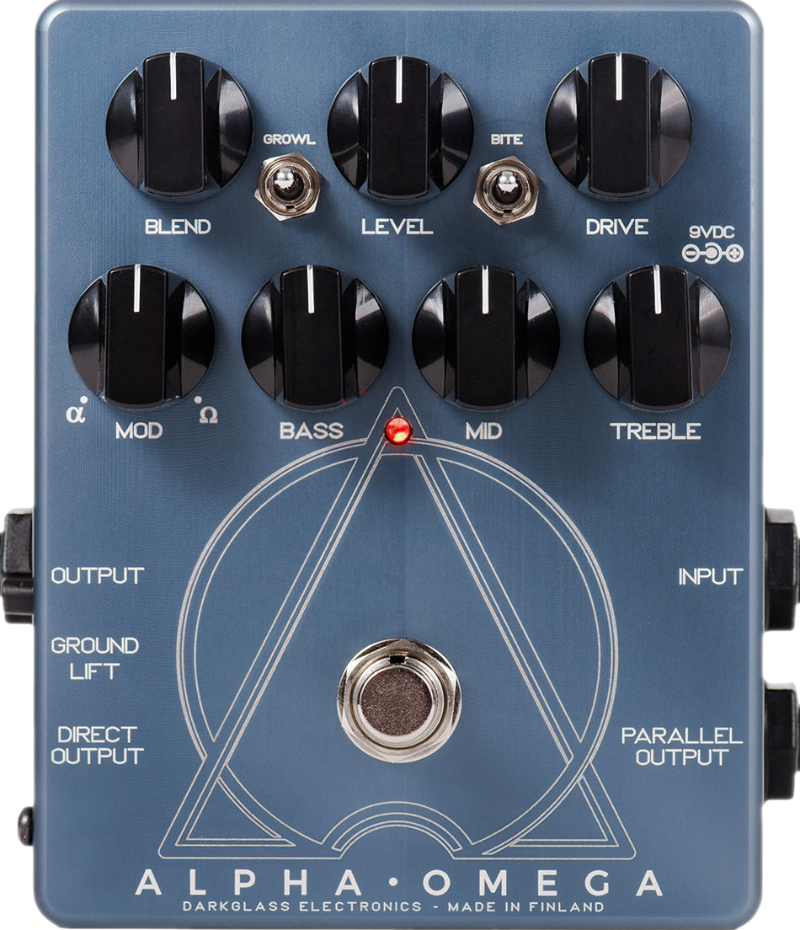 GROWL
BITE
BLEND
LEVEL
DRIVE
9VDC
α
Ω
MOD
BASS
MID
TREBLE
OUTPUT
INPUT
GROUND
LIFT
DIRECT
OUTPUT
PARALLEL
OUTPUT
ALPHA·OMEGA
DARKGLASS ELECTRONICS - MADE IN FINLAND